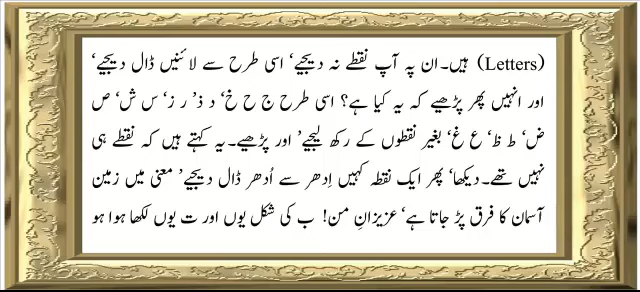 (Letters) ہیں۔ ان پہ آپ نقطے نہ دیجیے‘ اسی طرح سے لائنیں ڈال دیجیے‘
اور انہیں پھر پڑھیے کہ یہ کیا ہے؟ اسی طرح ج ح خ‘ د ذ’ ر ز‘ س ش‘ ص
ض‘ ط ظ‘ ع غ‘ بغیر نقطوں کے رکھ لیجیے’ اور پڑھیے۔ یہ کہتے ہیں کہ نقطے ہی
نہیں تھے۔ دیکھا‘ پھر ایک نقطہ کہیں اِدھر سے اُدھر ڈال دیجیے’ معنی میں زمین
آسمان کا فرق پڑ جاتا ہے‘ عزیزانِ من! ب کی شکل یوں اور ت یوں لکھا ہوا ہو